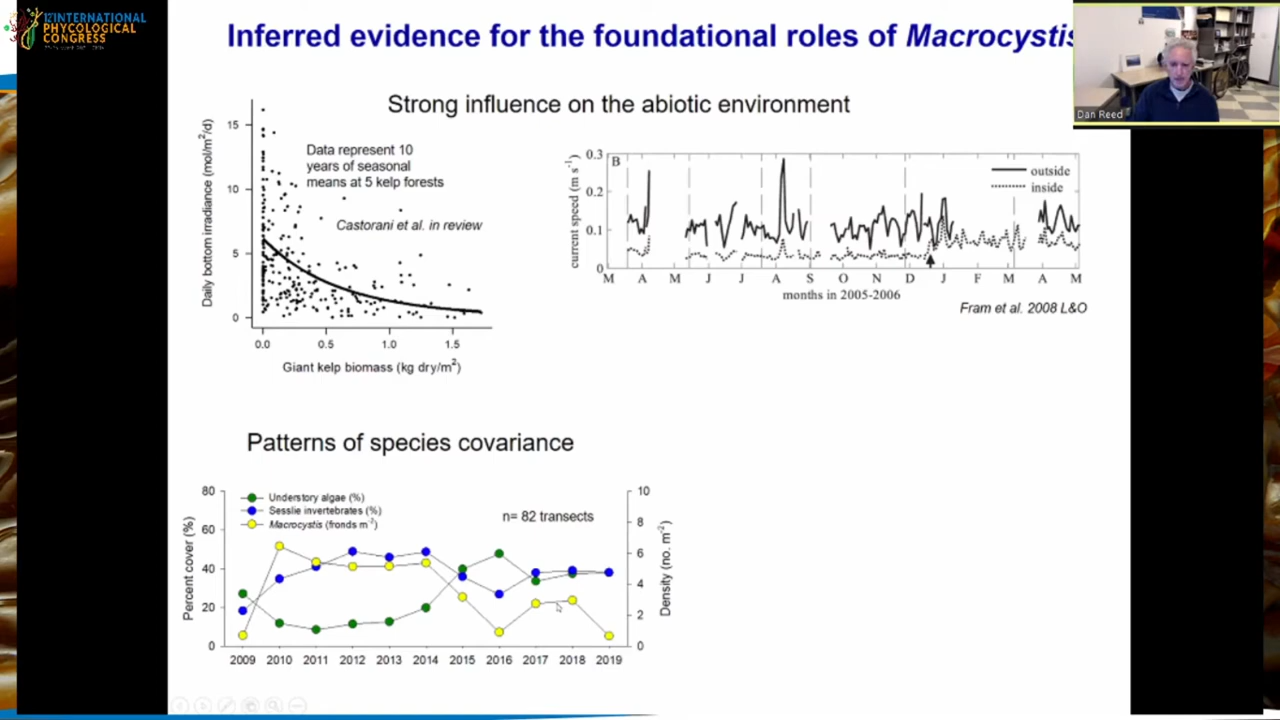 12th INTERNATIONAL
PHYCOLOGICAL
CONGRESS
Inferred evidence for the foundational roles of Macrocystis
Dan Reed
Strong influence on the abiotic environment
Daily bottom irradiance (mol/m²/d)
15
10
5
0
Data represent 10
years of seasonal
means at 5 kelp forests
Castorani et al. in review
0.0 0.5 1.0 1.5
Giant kelp biomass (kg dry/m²)
current speed (m s⁻¹)
0.3
0.2
0.1
0
B
outside
inside
M A M J J A S O N D J F M A M
months in 2005-2006
Fram et al. 2008 L&O
Patterns of species covariance
Percent cover (%)
80
60
40
20
0
Understory algae (%)
Sesslie invertebrates (%)
Macrocystis (fronds m⁻²)
n= 82 transects
10
8
6
4
2
0
Density (no. m⁻²)
2009 2010 2011 2012 2013 2014 2015 2016 2017 2018 2019